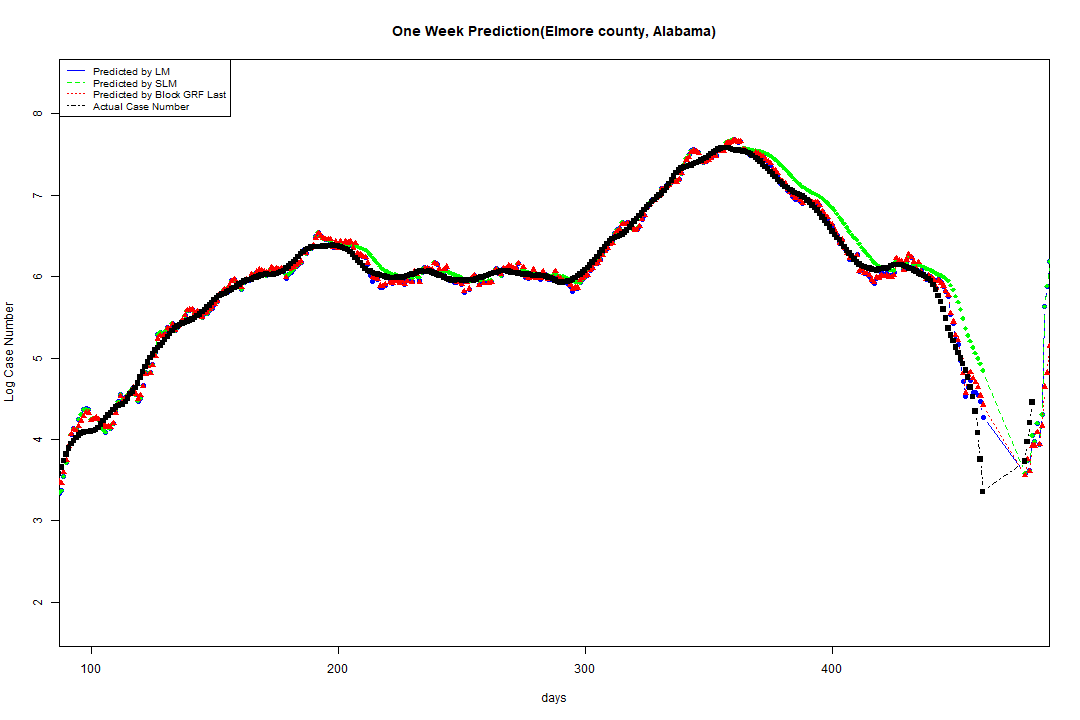 One Week Prediction(Elmore county, Alabama)
Predicted by LM
Predicted by SLM
Predicted by Block GRF Last
Actual Case Number
8
7
6
5
4
3
2
Log Case Number
100 200 300 400
days